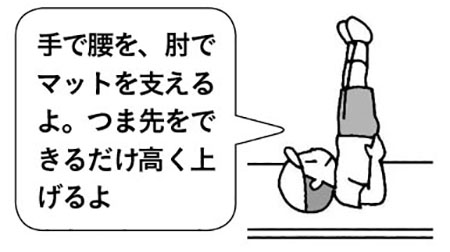 手で腰を、肘で
マットを支える
よ。つま先をで
きるだけ高く上
げるよ